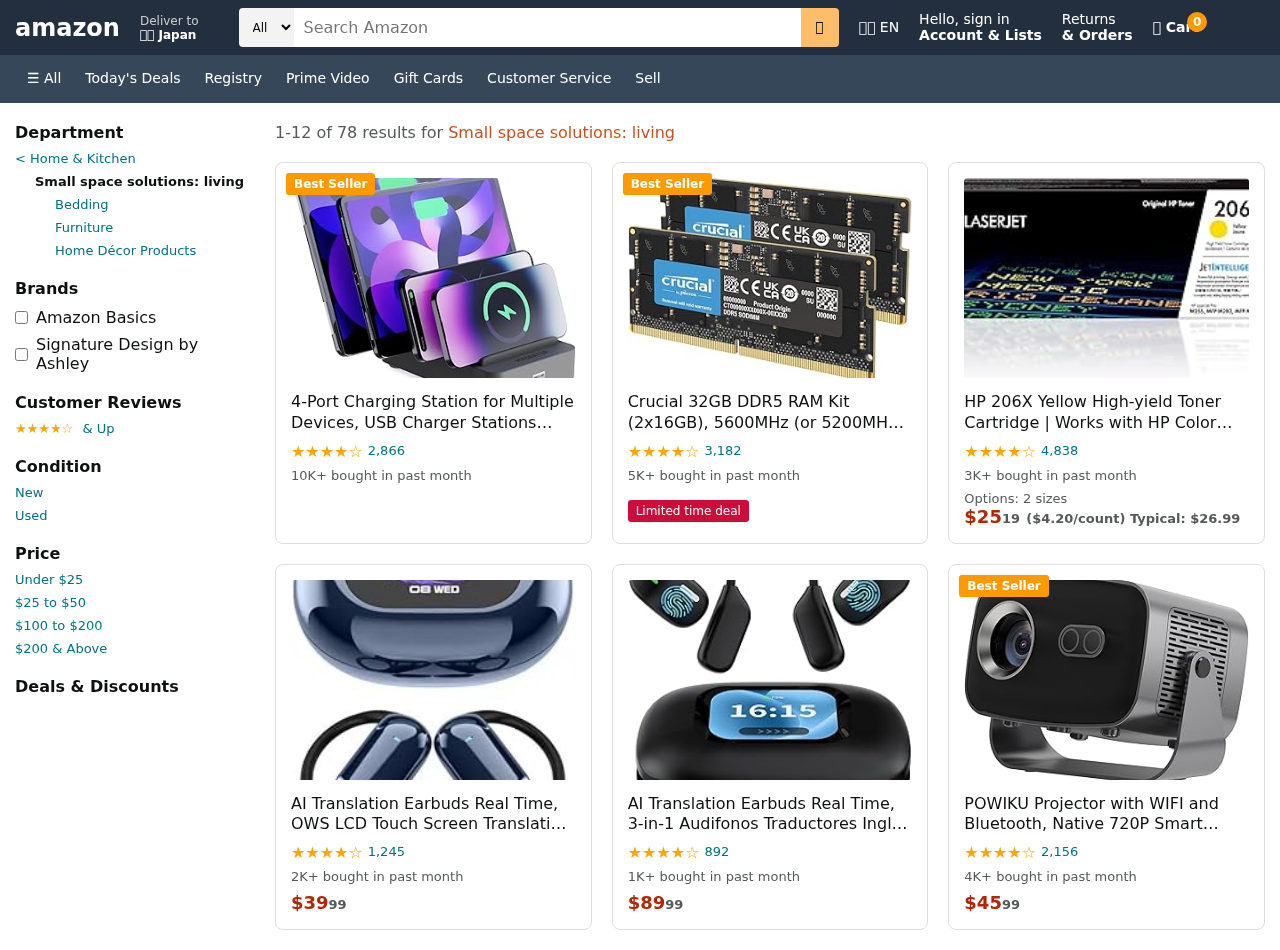 amazon
Deliver to
Japan
All
Search Amazon
EN
Hello, sign in
Account & Lists
Returns
& Orders
0
☰ All
Today's Deals
Registry
Prime Video
Gift Cards
Customer Service
Sell
Department
< Home & Kitchen
Small space solutions: living
Bedding
Furniture
Home Décor Products
Brands
Amazon Basics
Signature Design by
Ashley
Customer Reviews
★★★★☆ & Up
Condition
New
Used
Price
Under $25
$25 to $50
$100 to $200
$200 & Above
Deals & Discounts
1-12 of 78 results for Small space solutions: living
Best Seller
4-Port Charging Station for Multiple
Devices, USB Charger Stations...
★★★★☆ 2,866
10K+ bought in past month
Best Seller
crucial
crucial
Product Origin
Crucial 32GB DDR5 RAM Kit
(2x16GB), 5600MHz (or 5200MH...
★★★★☆ 3,182
5K+ bought in past month
Limited time deal
LASERJET
Original HP Toner
206
Yellow
JETINTELLIGE
HP 206X Yellow High-yield Toner
Cartridge | Works with HP Color...
★★★★☆ 4,838
3K+ bought in past month
Options: 2 sizes
$25 19 ($4.20/count) Typical: $26.99
08 WED
AI Translation Earbuds Real Time,
OWS LCD Touch Screen Translati...
★★★★☆ 1,245
2K+ bought in past month
$39 99
16:15
AI Translation Earbuds Real Time,
3-in-1 Audifonos Traductores Ingl...
★★★★☆ 892
1K+ bought in past month
$89 99
Best Seller
POWIKU Projector with WIFI and
Bluetooth, Native 720P Smart...
★★★★☆ 2,156
4K+ bought in past month
$45 99